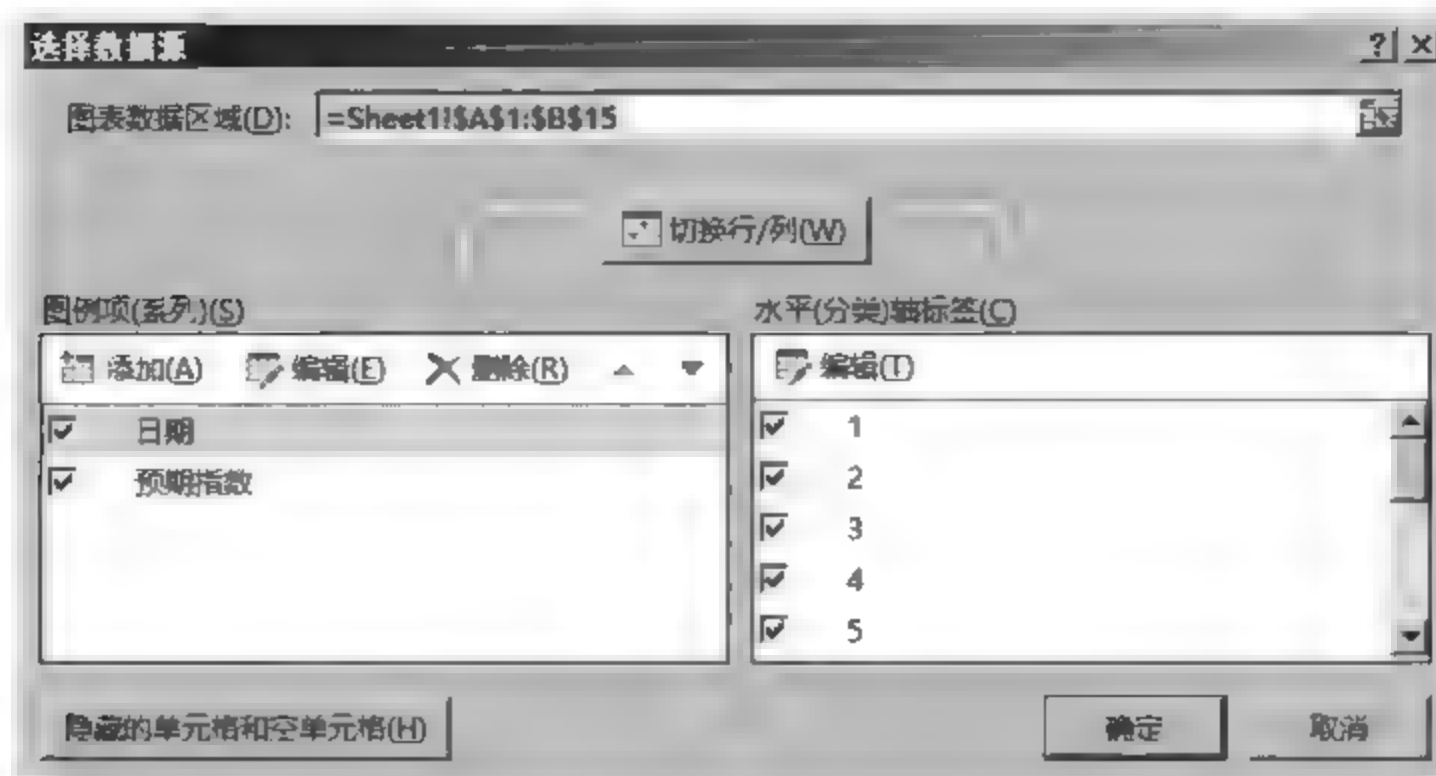 选择数据源
图表数据区域(D): =Sheet1!$A$1:$B$15
切换行/列(W)
图例项(系列)(S)
水平(分类)轴标签(C)
添加(A) 编辑(E) 删除(R)
编辑(T)
日期
预期指数
1
2
3
4
5
隐藏的单元格和空单元格(H)
确定 取消